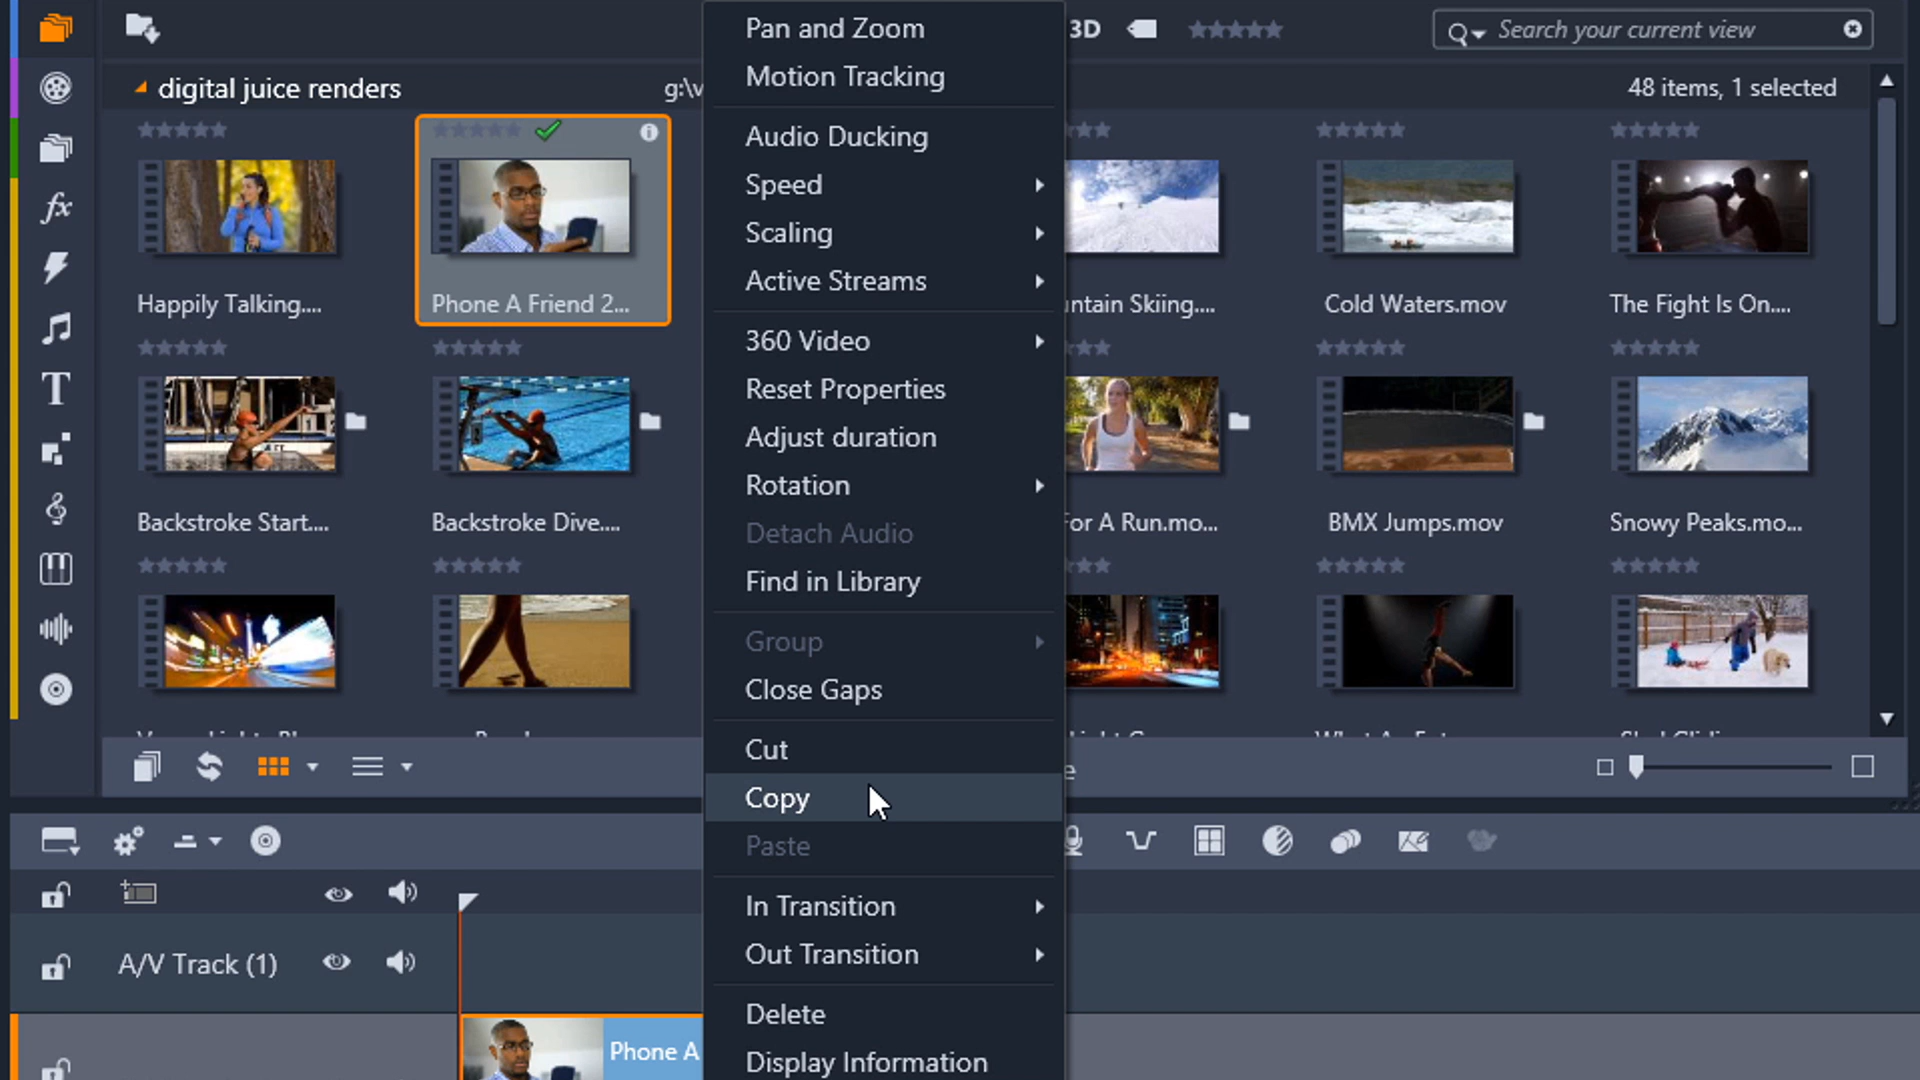 3D
Search your current view
digital juice renders
g:\v
48 items, 1 selected
Happily Talking....
Phone A Friend 2...
ntain Skiing....
Cold Waters.mov
The Fight Is On....
Backstroke Start....
Backstroke Dive....
For A Run.mo...
BMX Jumps.mov
Snowy Peaks.mo...
Pan and Zoom
Motion Tracking
Audio Ducking
Speed
Scaling
Active Streams
360 Video
Reset Properties
Adjust duration
Rotation
Detach Audio
Find in Library
Group
Close Gaps
Cut
Copy
Paste
In Transition
Out Transition
Delete
Display Information
fx
T
A/V Track (1)
Phone A